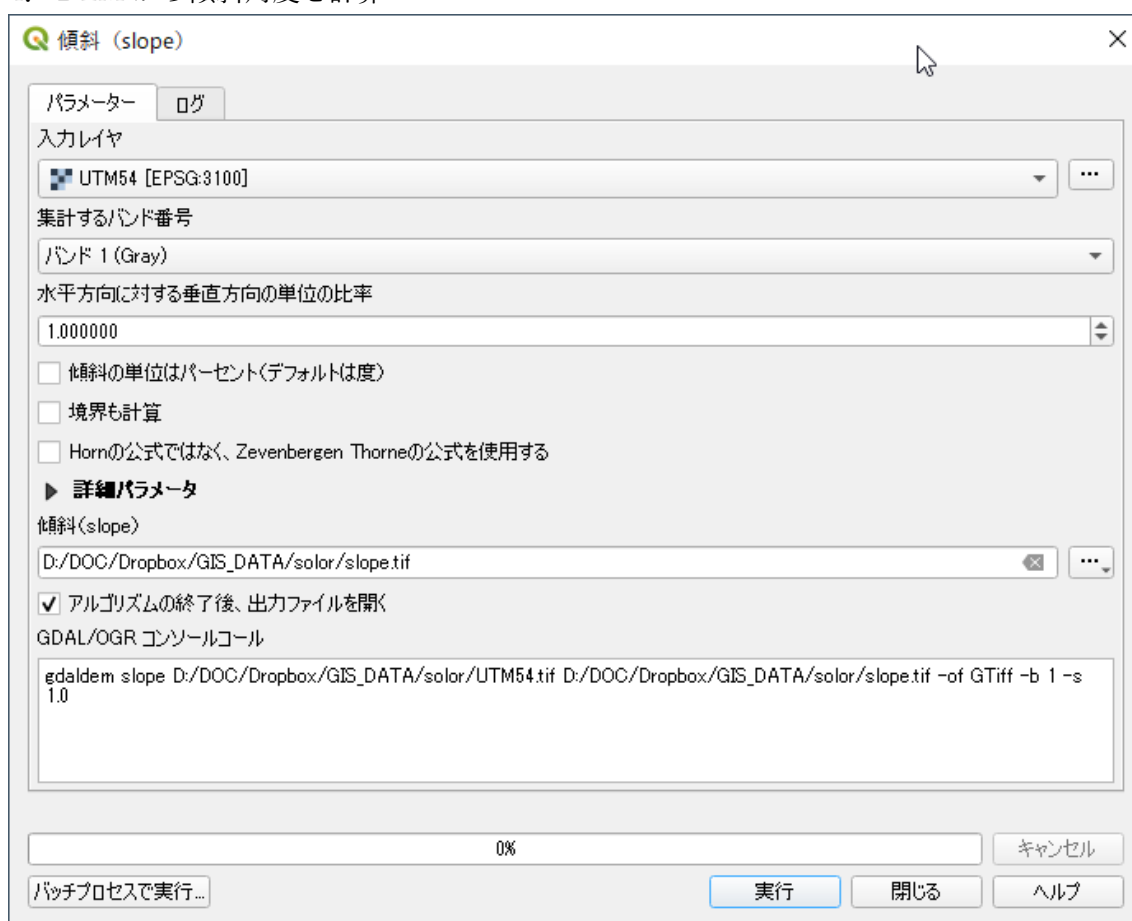 傾斜 (slope)
パラメーター ログ
入力レイヤ
UTM54 [EPSG:3100]
...
集計するバンド番号
バンド 1 (Gray)
水平方向に対する垂直方向の単位の比率
1.000000
傾斜の単位はパーセント(デフォルトは度)
境界も計算
Hornの公式ではなく、Zevenbergen Thorneの公式を使用する
詳細パラメータ
傾斜(slope)
D:/DOC/Dropbox/GIS_DATA/solor/slope.tif
...
アルゴリズムの終了後、出力ファイルを開く
GDAL/OGR コンソールコール
gdaldem slope D:/DOC/Dropbox/GIS_DATA/solor/UTM54.tif D:/DOC/Dropbox/GIS_DATA/solor/slope.tif -of GTiff -b 1 -s
1.0
0%
キャンセル
バッチプロセスで実行... 実行 閉じる ヘルプ